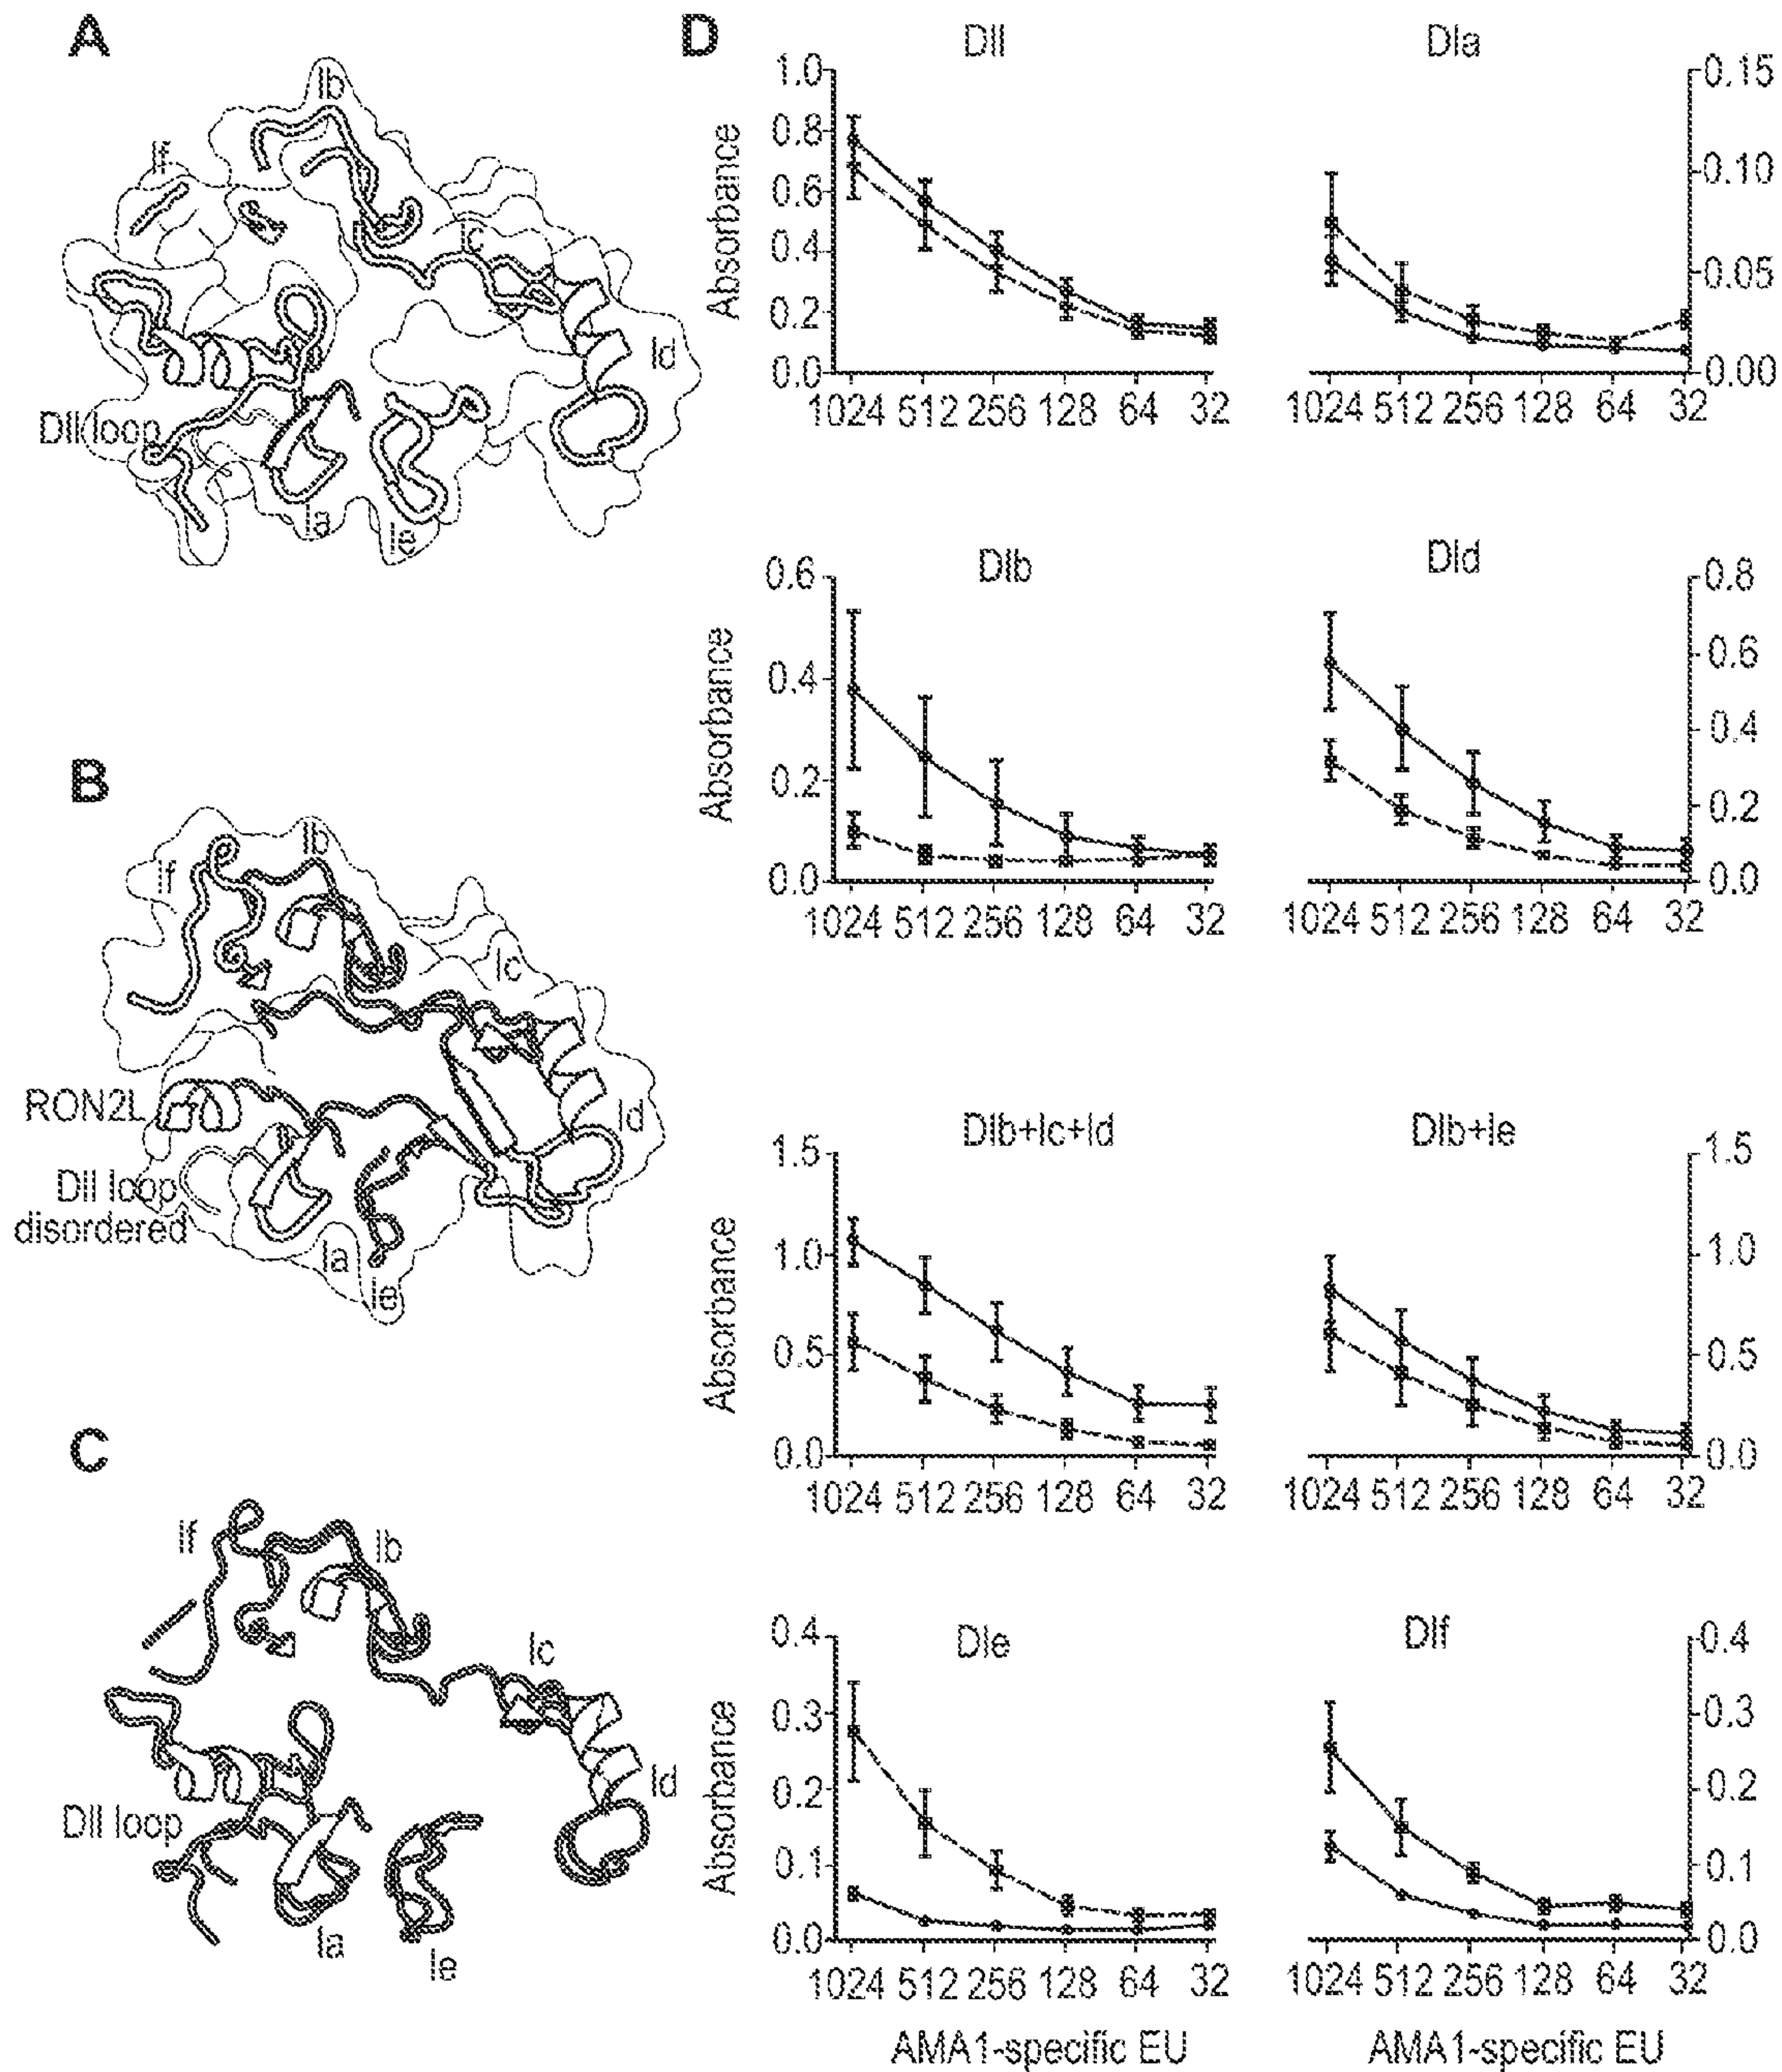 A
Ib
If
Ic
Id
DII loop
Ia
Ie
B
If
Ib
Ic
RON2L
Id
DII loop
disordered
Ia
Ie
C
If
Ib
Ic
Id
DII loop
Ia
Ie
D
DII
Absorbance
1.0
0.8
0.6
0.4
0.2
0.0
1024 512 256 128 64 32
DIa
0.15
0.10
0.05
0.00
1024 512 256 128 64 32
DIb
Absorbance
0.6
0.4
0.2
0.0
1024 512 256 128 64 32
DId
0.8
0.6
0.4
0.2
0.0
1024 512 256 128 64 32
DIb+Ic+Id
Absorbance
1.5
1.0
0.5
0.0
1024 512 256 128 64 32
DIb+Ie
1.5
1.0
0.5
0.0
1024 512 256 128 64 32
DIe
Absorbance
0.4
0.3
0.2
0.1
0.0
1024 512 256 128 64 32
AMA1-specific EU
DIf
0.4
0.3
0.2
0.1
0.0
1024 512 256 128 64 32
AMA1-specific EU